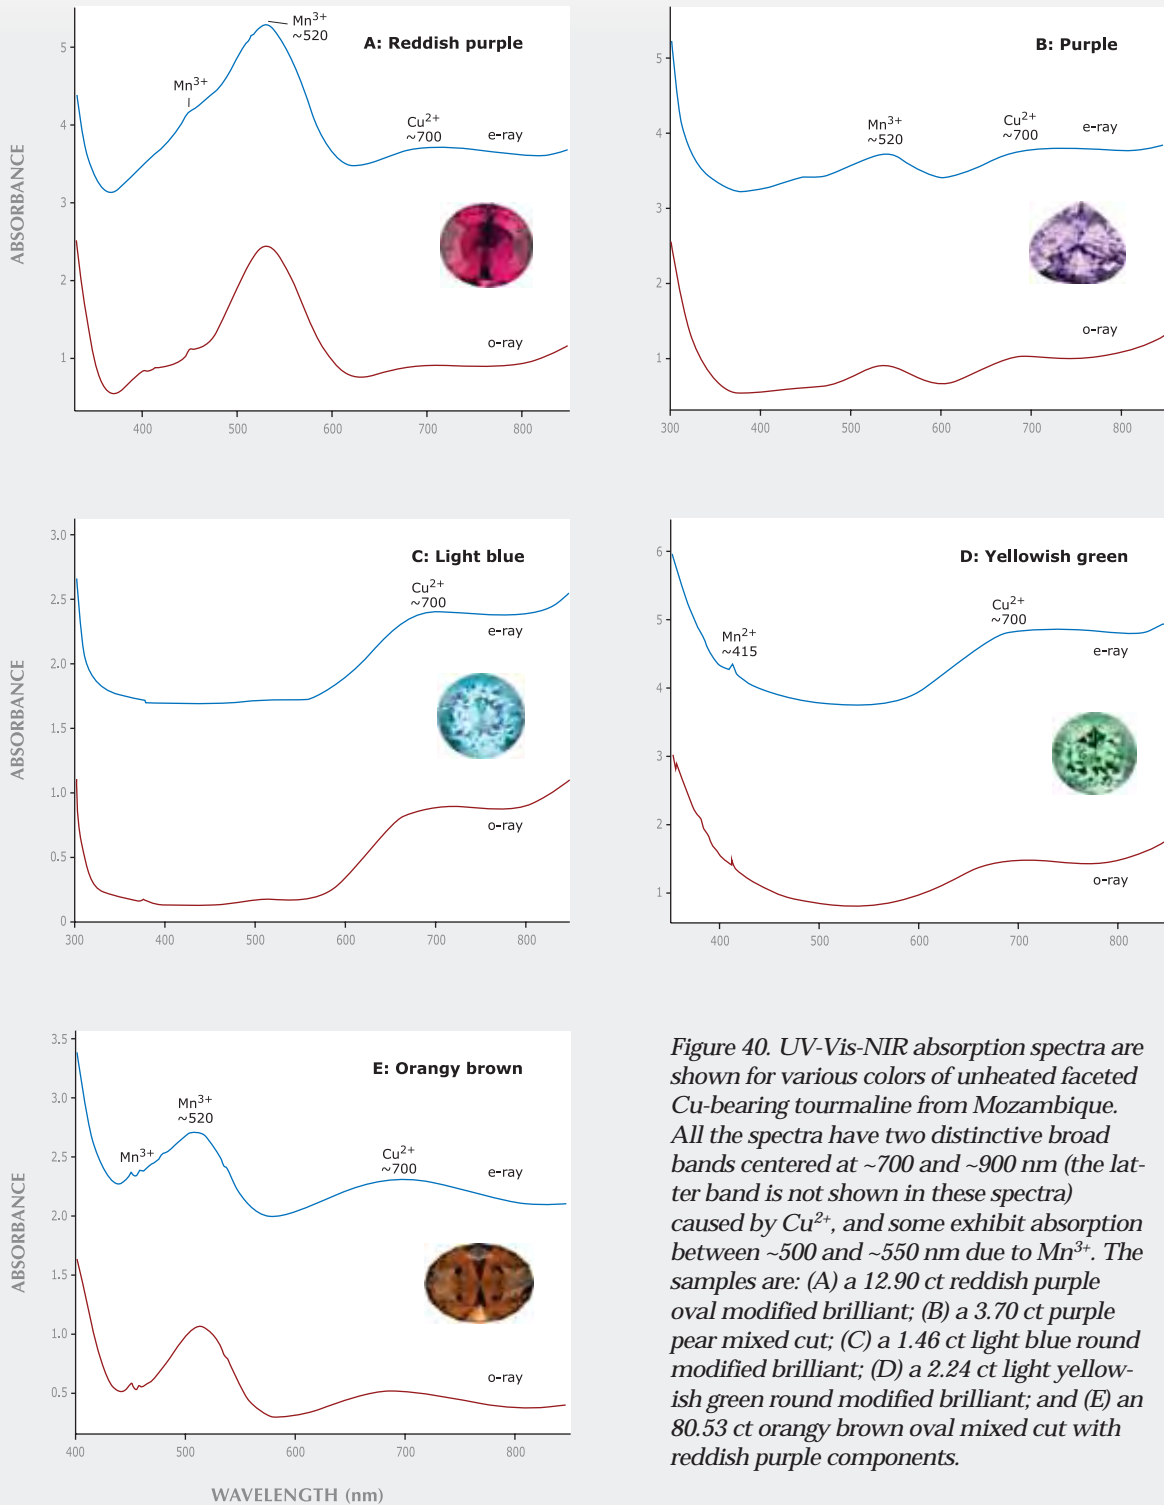 A: Reddish purple
Mn3+
~520
Mn3+
Cu2+
~700
e-ray
o-ray
ABSORBANCE
5
4
3
2
1
400 500 600 700 800
B: Purple
Mn3+
~520
Cu2+
~700
e-ray
o-ray
5
4
3
2
1
300 400 500 600 700 800
C: Light blue
Cu2+
~700
e-ray
o-ray
ABSORBANCE
3.0
2.5
2.0
1.5
1.0
0.5
0
300 400 500 600 700 800
D: Yellowish green
Mn2+
~415
Cu2+
~700
e-ray
o-ray
6
5
4
3
2
1
400 500 600 700 800
E: Orangy brown
Mn3+
~520
Mn3+
Cu2+
~700
e-ray
o-ray
ABSORBANCE
3.5
3.0
2.5
2.0
1.5
1.0
0.5
400 500 600 700 800
WAVELENGTH (nm)
Figure 40. UV-Vis-NIR absorption spectra are
shown for various colors of unheated faceted
Cu-bearing tourmaline from Mozambique.
All the spectra have two distinctive broad
bands centered at ~700 and ~900 nm (the lat-
ter band is not shown in these spectra)
caused by Cu2+, and some exhibit absorption
between ~500 and ~550 nm due to Mn3+. The
samples are: (A) a 12.90 ct reddish purple
oval modified brilliant; (B) a 3.70 ct purple
pear mixed cut; (C) a 1.46 ct light blue round
modified brilliant; (D) a 2.24 ct light yellow-
ish green round modified brilliant; and (E) an
80.53 ct orangy brown oval mixed cut with
reddish purple components.